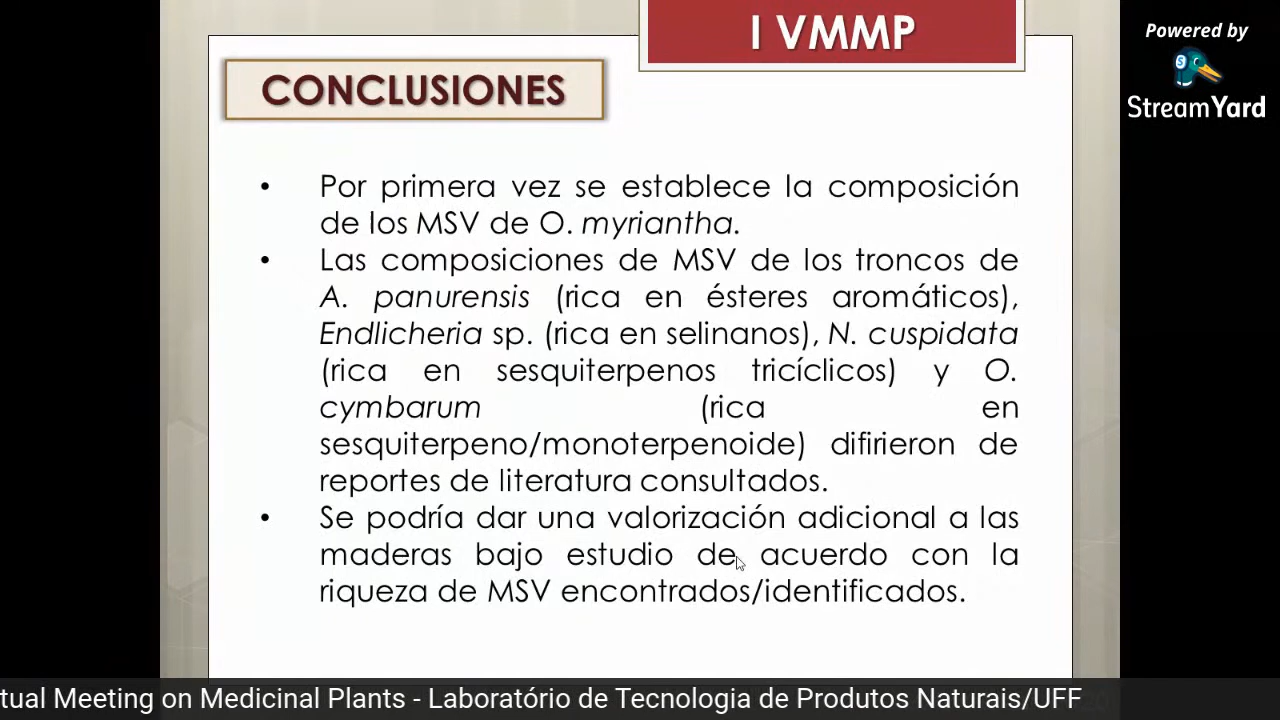 I VMMP
Powered by
StreamYard
CONCLUSIONES
• Por primera vez se establece la composición
de los MSV de O. myriantha.
• Las composiciones de MSV de los troncos de
A. panurensis (rica en ésteres aromáticos),
Endlicheria sp. (rica en selinanos), N. cuspidata
(rica en sesquiterpenos tricíclicos) y O.
cymbarum (rica en
sesquiterpeno/monoterpenoide) difirieron de
reportes de literatura consultados.
• Se podría dar una valorización adicional a las
maderas bajo estudio de acuerdo con la
riqueza de MSV encontrados/identificados.
tual Meeting on Medicinal Plants - Laboratório de Tecnologia de Produtos Naturais/UFF